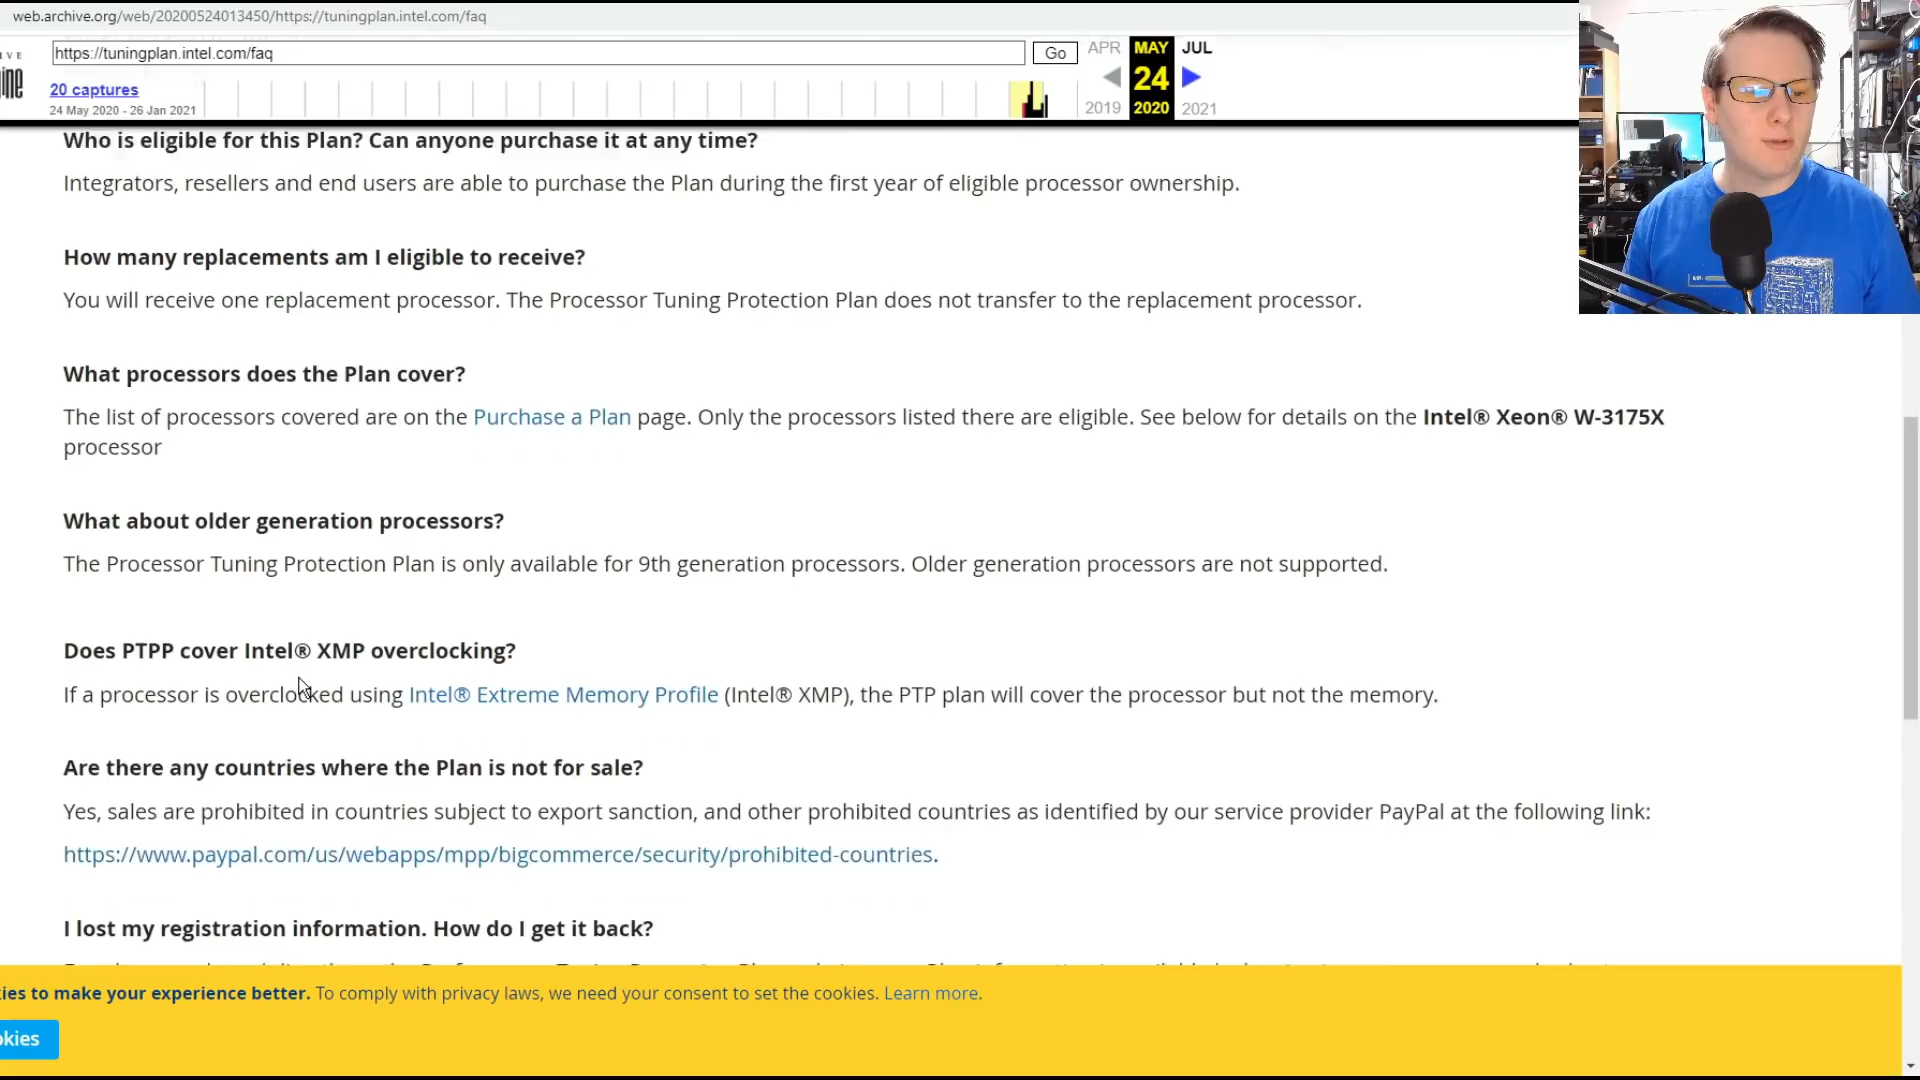 web.archive.org/web/20200524013450/https://tuningplan.intel.com/faq
https://tuningplan.intel.com/faq
Go
APR MAY JUL
20 captures
24
24 May 2020 - 26 Jan 2021
2019 2020 2021
Who is eligible for this Plan? Can anyone purchase it at any time?
Integrators, resellers and end users are able to purchase the Plan during the first year of eligible processor ownership.
How many replacements am I eligible to receive?
You will receive one replacement processor. The Processor Tuning Protection Plan does not transfer to the replacement processor.
What processors does the Plan cover?
The list of processors covered are on the Purchase a Plan page. Only the processors listed there are eligible. See below for details on the Intel® Xeon® W-3175X
processor
What about older generation processors?
The Processor Tuning Protection Plan is only available for 9th generation processors. Older generation processors are not supported.
Does PTPP cover Intel® XMP overclocking?
If a processor is overclocked using Intel® Extreme Memory Profile (Intel® XMP), the PTP plan will cover the processor but not the memory.
Are there any countries where the Plan is not for sale?
Yes, sales are prohibited in countries subject to export sanction, and other prohibited countries as identified by our service provider PayPal at the following link:
https://www.paypal.com/us/webapps/mpp/bigcommerce/security/prohibited-countries.
I lost my registration information. How do I get it back?
ies to make your experience better. To comply with privacy laws, we need your consent to set the cookies. Learn more.
okies